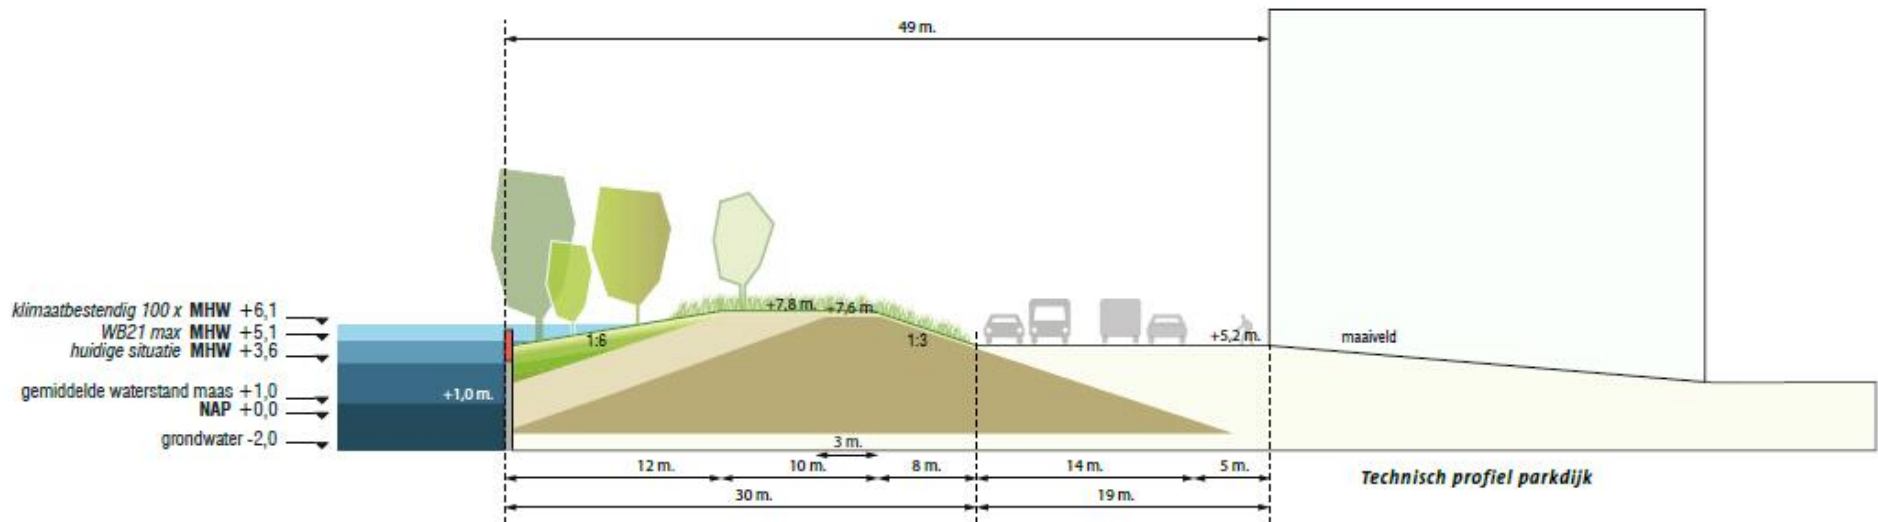 49 m.
klimaatbestendig 100 x MHW +6,1
WB21 max MHW +5,1
huidige situatie MHW +3,6
gemiddelde waterstand maas +1,0
NAP +0,0
grondwater -2,0
+1,0 m.
1:6
+7,8 m.
+7,6 m.
1:3
+5,2 m.
maaiveld
3 m.
12 m.
10 m.
8 m.
14 m.
5 m.
30 m.
19 m.
Technisch profiel parkdijk